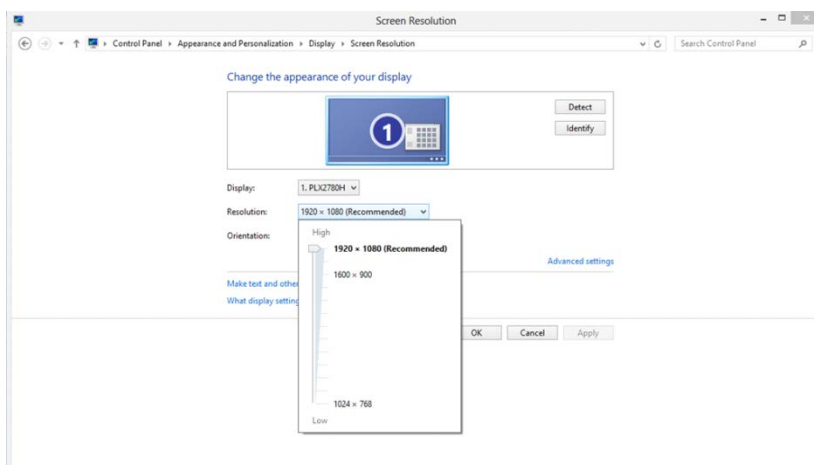 Screen Resolution
Control Panel › Appearance and Personalization › Display › Screen Resolution
Search Control Panel
Change the appearance of your display
1
Detect
Identify
Display: 1. PLX2780H
Resolution: 1920 × 1080 (Recommended)
Orientation:
High
1920 × 1080 (Recommended)
Advanced settings
1600 × 900
Make text and other
What display setting
OK Cancel Apply
1024 × 768
Low